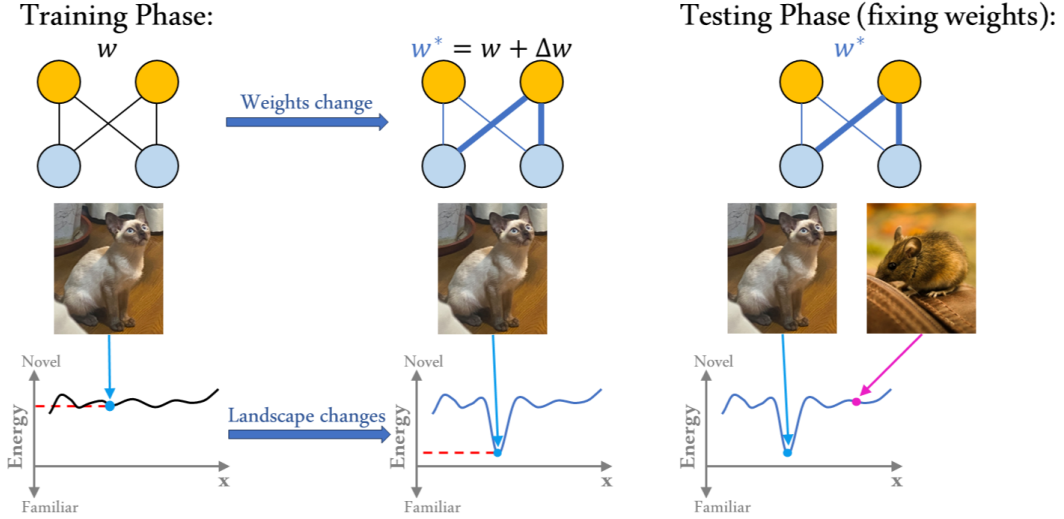 Training Phase:
Testing Phase (fixing weights):
w
w* = w + Δw
w*
Weights change
Novel
Novel
Novel
Energy
Energy
Energy
Landscape changes
x
x
x
Familiar
Familiar
Familiar